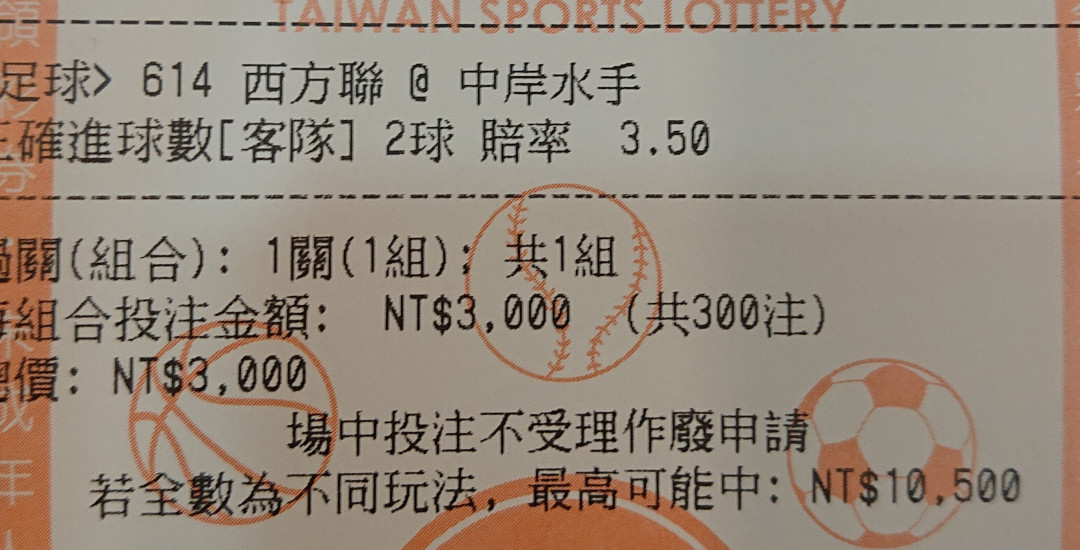 TAIWAN SPORTS LOTTERY
足球> 614 西方聯 @ 中岸水手
正確進球數[客隊] 2球 賠率 3.50
過關(組合): 1關(1組); 共1組
每組合投注金額: NT$3,000 (共300注)
總價: NT$3,000
場中投注不受理作廢申請
若全數為不同玩法, 最高可能中: NT$10,500